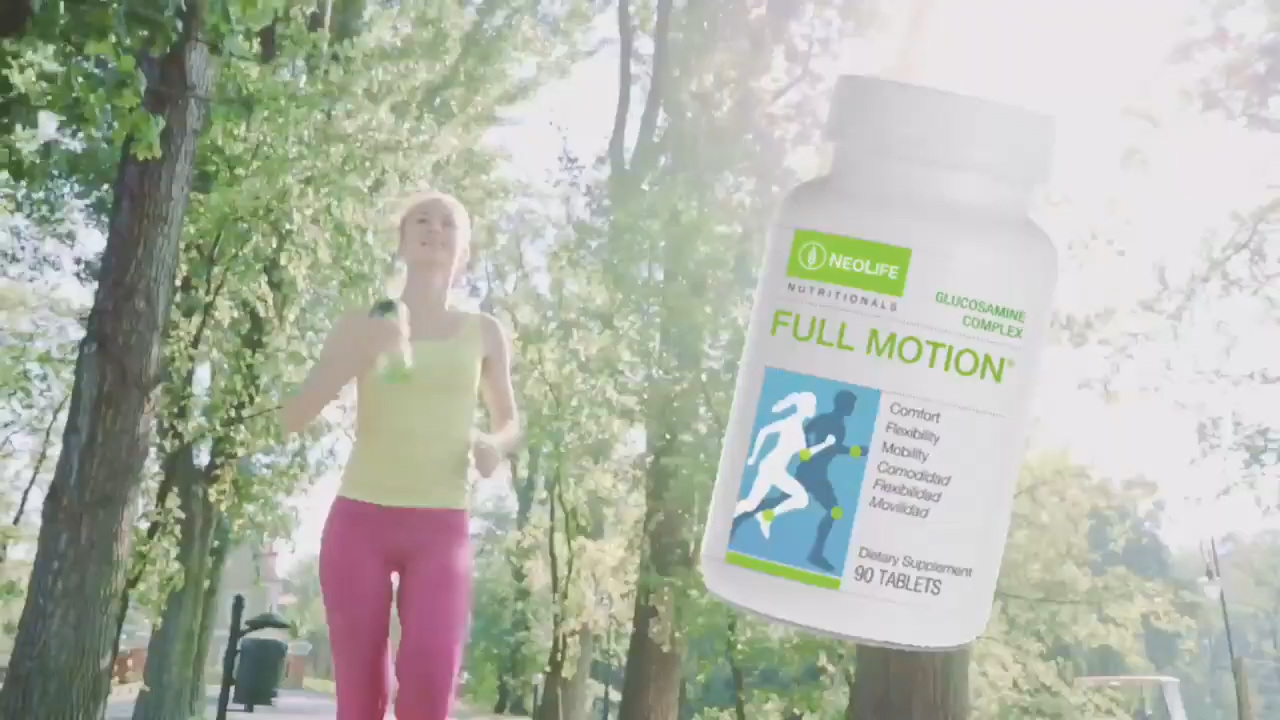 NEOLIFE
NUTRITIONALS
GLUCOSAMINE
COMPLEX
FULL MOTION®
Comfort
Flexibility
Mobility
Comodidad
Flexibilidad
Movilidad
Dietary Supplement
90 TABLETS